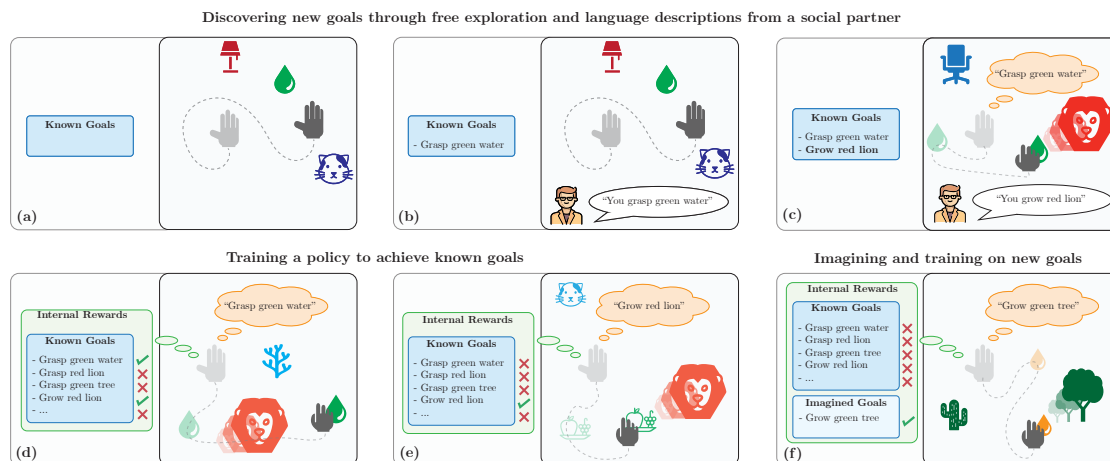 Discovering new goals through free exploration and language descriptions from a social partner
Known Goals
(a)
Known Goals
- Grasp green water
“You grasp green water”
(b)
“Grasp green water”
Known Goals
- Grasp green water
- Grow red lion
“You grow red lion”
(c)
Training a policy to achieve known goals
Imagining and training on new goals
“Grasp green water”
Internal Rewards
Known Goals
- Grasp green water
- Grasp red lion
- Grasp green tree
- Grow red lion
- ...
(d)
“Grow red lion”
Internal Rewards
Known Goals
- Grasp green water
- Grasp red lion
- Grasp green tree
- Grow red lion
- ...
(e)
Internal Rewards
“Grow green tree”
Known Goals
- Grasp green water
- Grasp red lion
- Grasp green tree
- Grow red lion
- ...
Imagined Goals
- Grow green tree
(f)